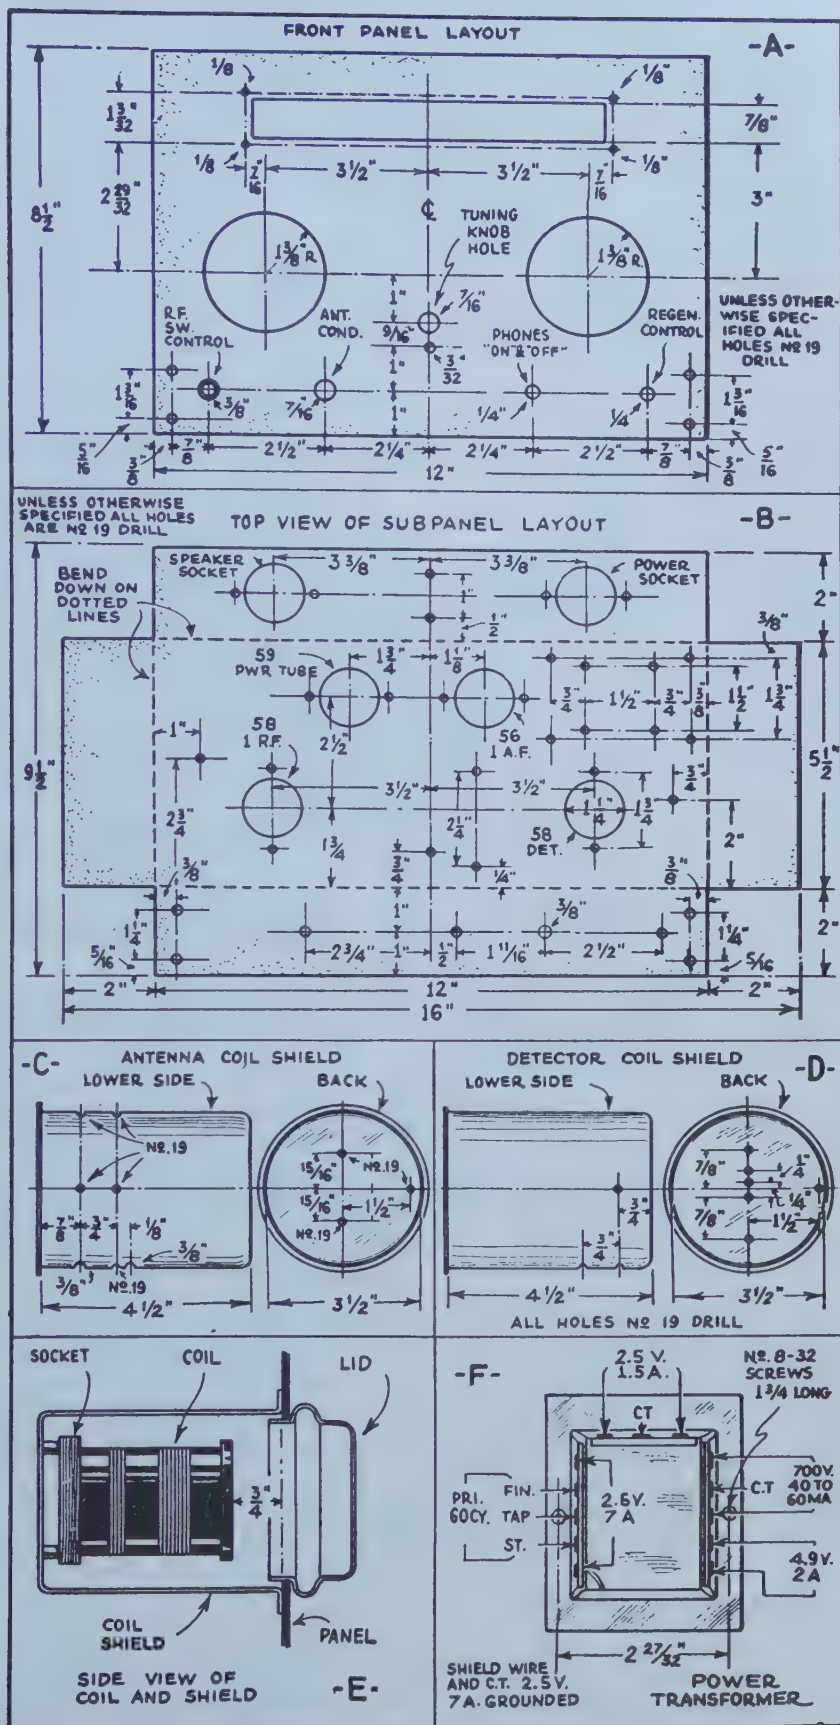 FRONT PANEL LAYOUT
-A-
1/8
1/8"
1 3/32"
7/8"
1/8
1/8"
7/16"
3 1/2"
3 1/2"
7/16
2 29/32"
3"
8 1/2"
℄
TUNING
KNOB
HOLE
1 3/8" R.
1 3/8" R.
1"
7/16"
9/16"
R.F.
SW.
CONTROL
ANT.
COND.
PHONES
"ON & "OFF"
REGEN.
CONTROL
UNLESS OTHER-
WISE SPEC-
IFIED ALL
HOLES No 19
DRILL
1"
3/32
1 3/16"
3/8"
7/16"
1"
1/4"
1/4
1 3/16"
5/16"
3/8"
7/8"
2 1/2"
2 1/4"
2 1/4"
2 1/2"
7/8"
3/8"
5/16"
12"
UNLESS OTHERWISE
SPECIFIED ALL HOLES
ARE No 19 DRILL
TOP VIEW OF SUBPANEL LAYOUT
-B-
SPEAKER
SOCKET
3 3/8"
3 3/8"
POWER
SOCKET
BEND
DOWN ON
DOTTED
LINES
1"
1/2"
2"
3/8"
59
PWR TUBE
1 3/4"
1 1/8"
3/4"
1 1/2"
3/4"
3/8"
1 1/2"
1 3/4"
56
1 A.F.
1"
58
1 R.F.
2 1/2"
9 1/2"
5 1/2"
3 1/2"
3 1/2"
3/4"
2 3/4"
1 3/4
2 1/4"
1 1/4"
1 3/4"
58
DET.
2"
3/8"
3/4"
1/4"
3/8"
1"
3/8"
1 1/4"
1 1/4"
2"
2 3/4"
1"
1/2"
1 11/16"
2 1/2"
5/16"
5/16
2"
12"
2"
16"
-C-
ANTENNA COIL SHIELD
LOWER SIDE
BACK
No. 19
15/16"
No. 19
15/16"
1 1/2"
7/8"
3/4"
1/8"
3/8"
No. 19
3/8"
No. 19
4 1/2"
3 1/2"
DETECTOR COIL SHIELD
-D-
LOWER SIDE
BACK
7/8"
1/4"
1/4"
3/4"
7/8"
1 1/2"
3/4"
4 1/2"
3 1/2"
ALL HOLES No 19 DRILL
SOCKET
COIL
LID
3/4"
COIL
SHIELD
PANEL
SIDE VIEW OF
COIL AND SHIELD
-E-
-F-
2.5 V.
1.5 A.
No. 8-32
SCREWS
1 3/4 LONG
CT
PRI.
60CY.
FIN.
TAP
ST.
2.5V.
7 A
C.T
700V.
40 TO
60MA
4.9 V.
2 A
2 27/32"
SHIELD WIRE
AND C.T. 2.5V.
7A. GROUNDED
POWER
TRANSFORMER